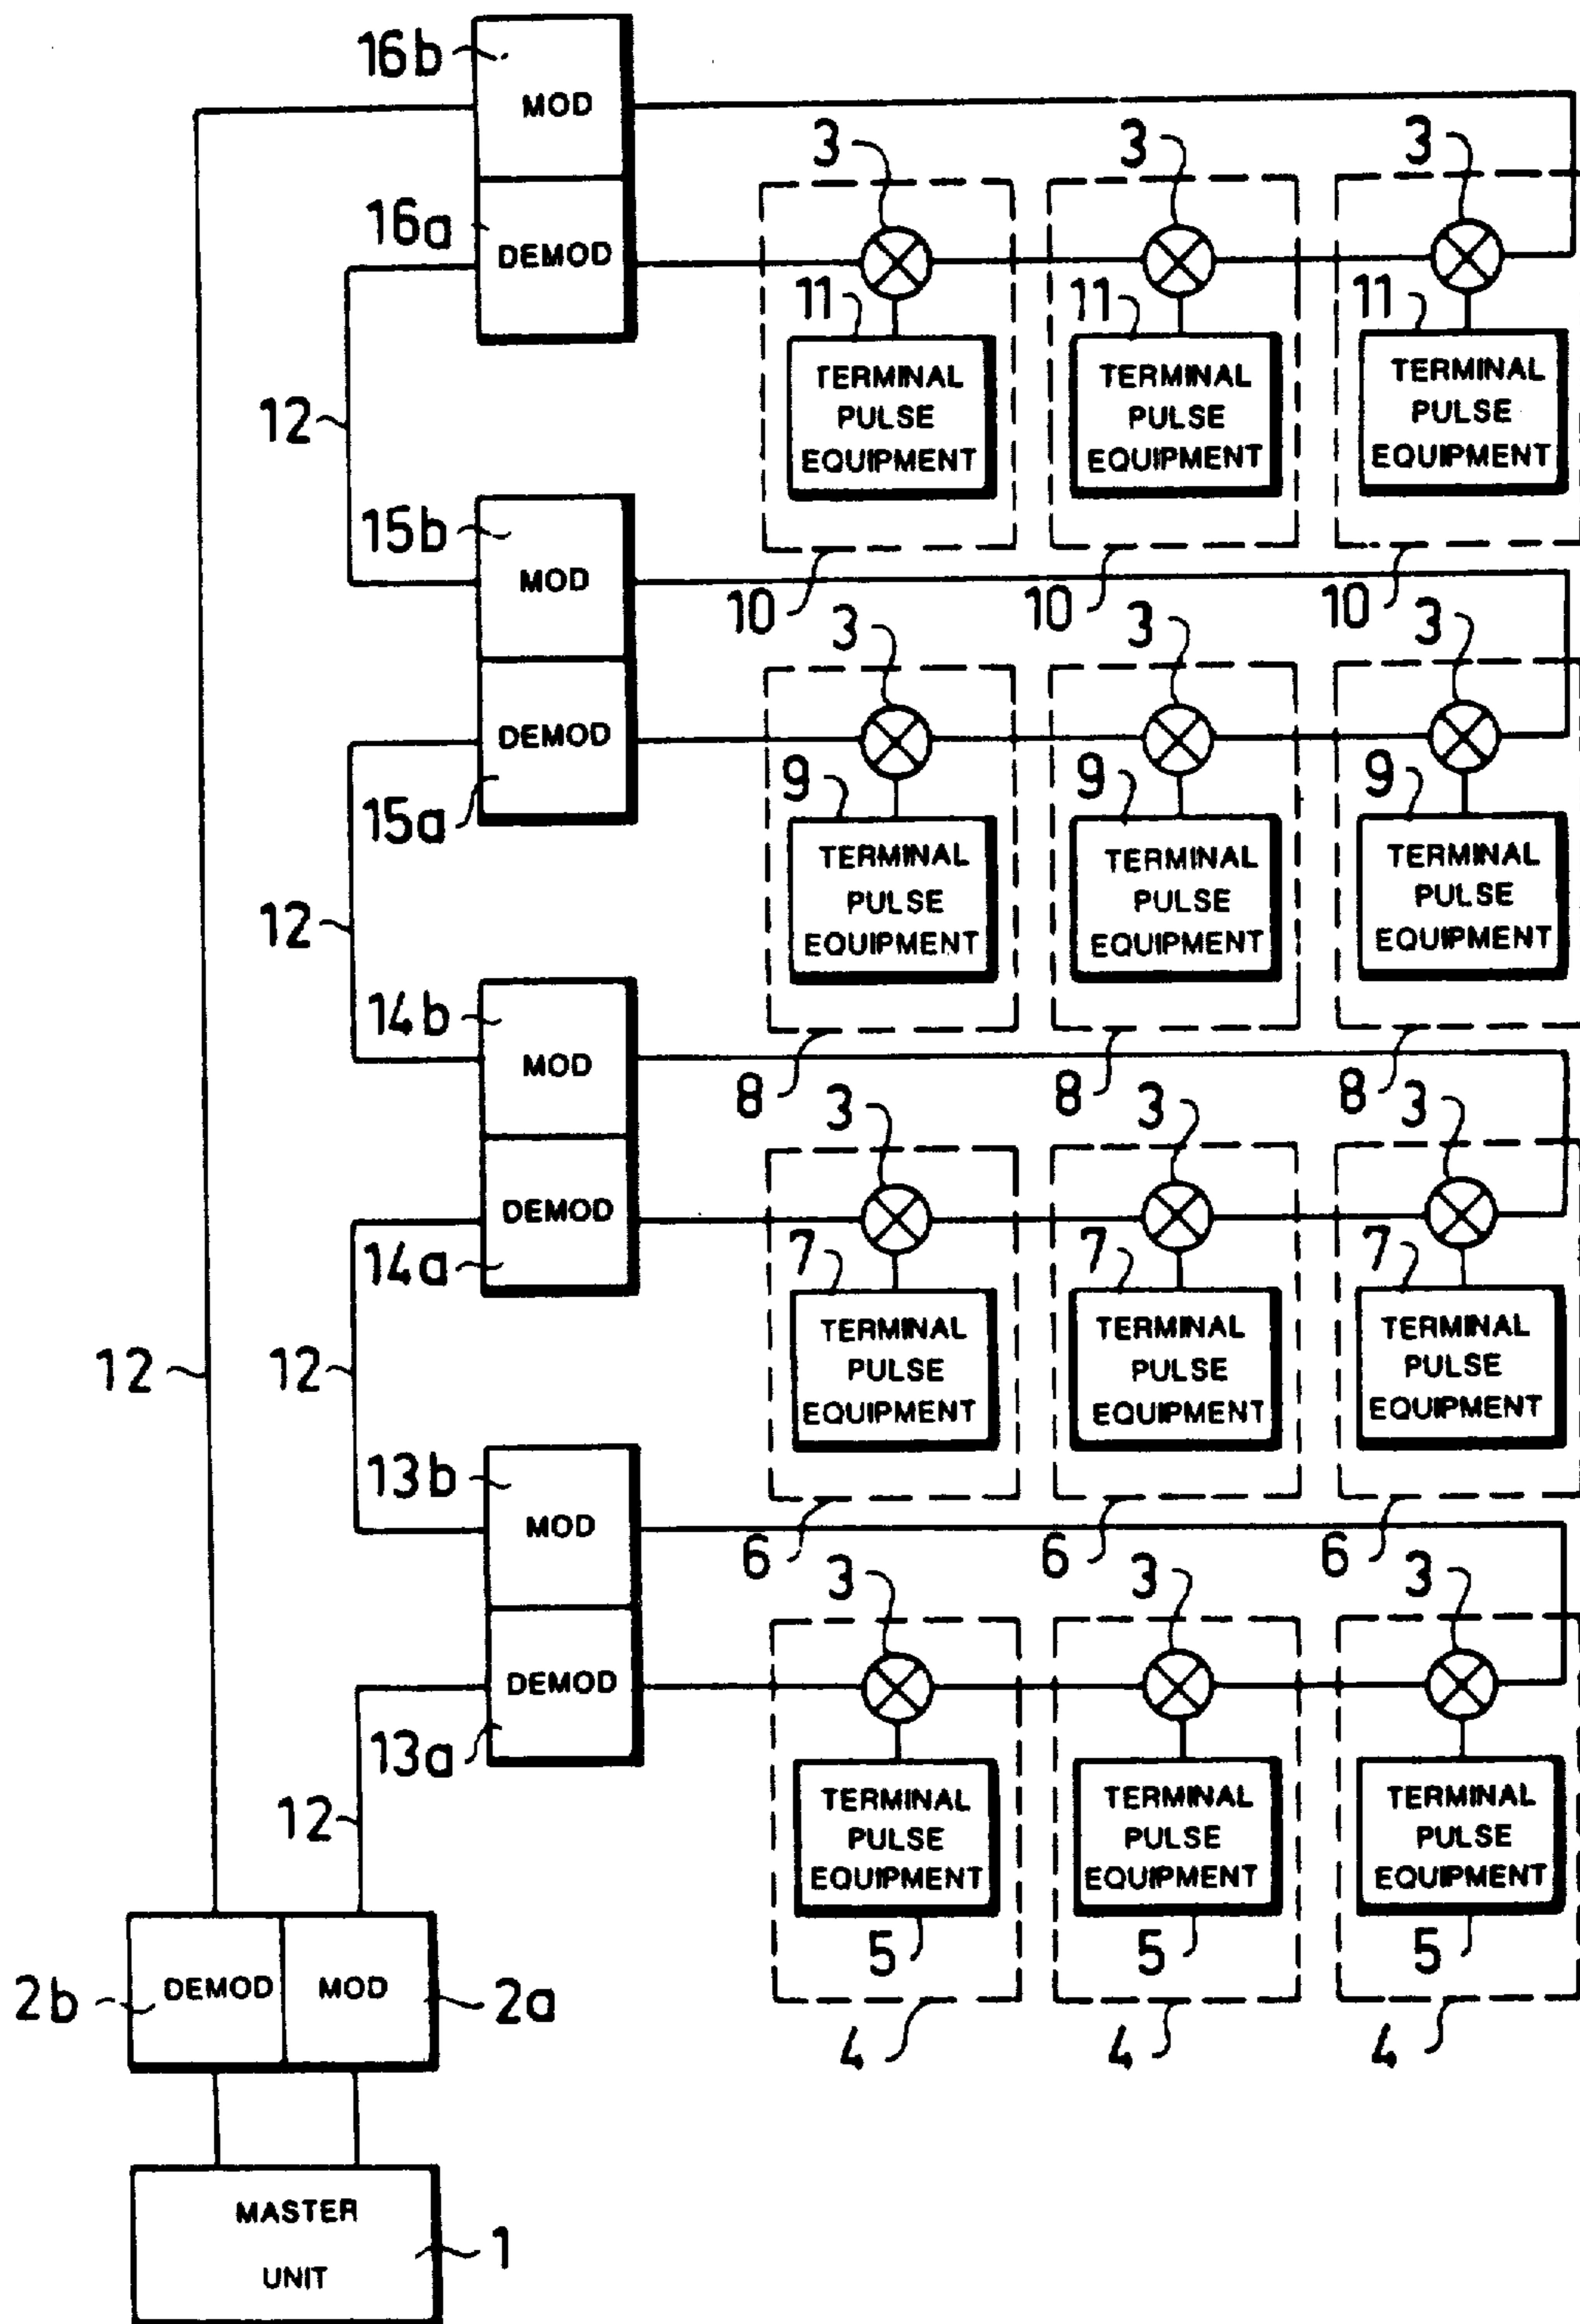 16b
MOD
3 3 3
16a
DEMOD
11 11 11
TERMINAL PULSE EQUIPMENT
TERMINAL PULSE EQUIPMENT
TERMINAL PULSE EQUIPMENT
12
15b
MOD
10 10 10
3 3 3
DEMOD
15a
9 9 9
TERMINAL PULSE EQUIPMENT
TERMINAL PULSE EQUIPMENT
TERMINAL PULSE EQUIPMENT
12
14b
MOD
8 8 8
3 3 3
DEMOD
14a
7 7 7
TERMINAL PULSE EQUIPMENT
TERMINAL PULSE EQUIPMENT
TERMINAL PULSE EQUIPMENT
12 12
13b
MOD
6 6 6
3 3 3
DEMOD
13a
TERMINAL PULSE EQUIPMENT
TERMINAL PULSE EQUIPMENT
TERMINAL PULSE EQUIPMENT
12
5 5 5
2b
DEMOD
MOD
2a
4 4 4
MASTER
UNIT
1